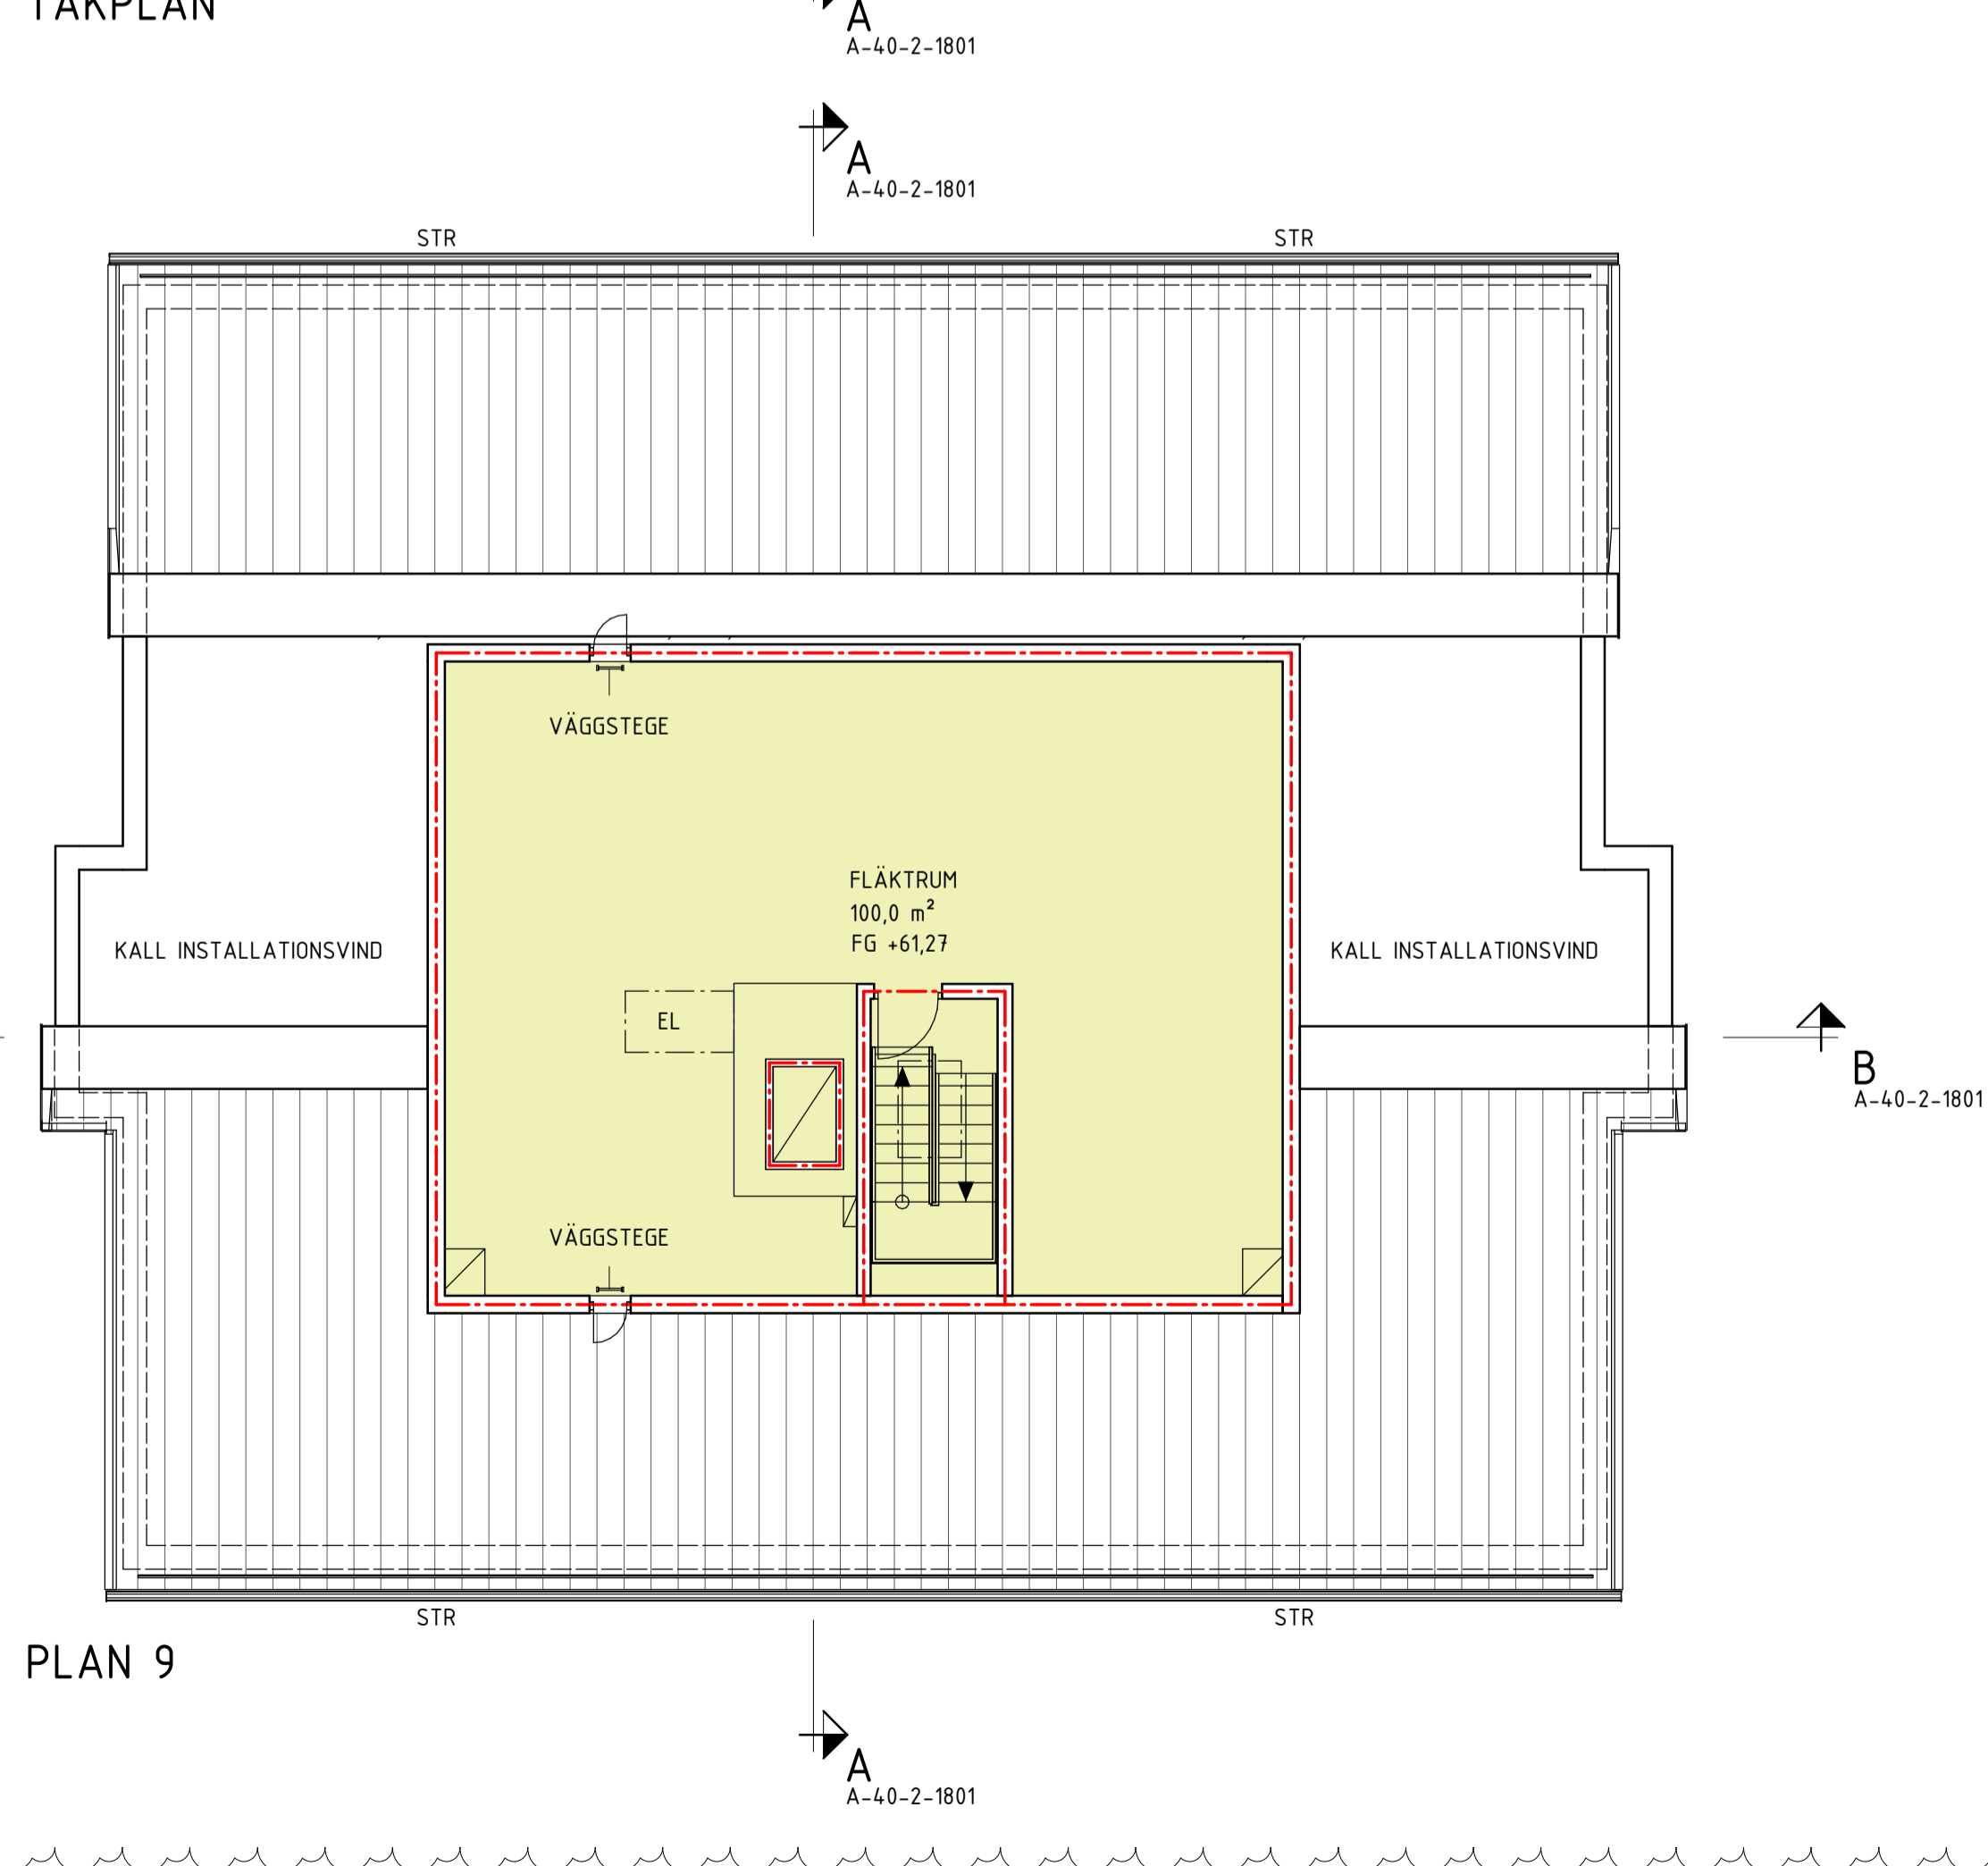 TAKPLAN
A
A-40-2-1801
A
A-40-2-1801
STR
STR
VÄGGSTEGE
FLÄKTRUM
100,0 m²
FG +61,27
KALL INSTALLATIONSVIND
KALL INSTALLATIONSVIND
EL
B
A-40-2-1801
VÄGGSTEGE
STR
STR
PLAN 9
A
A-40-2-1801